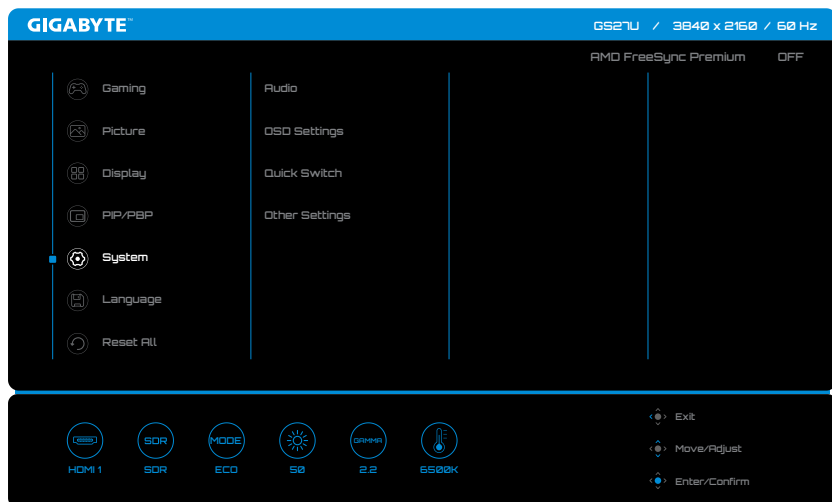 GIGABYTE™
GS27U / 3840 x 2160 / 60 Hz
AMD FreeSync Premium OFF
Gaming
Picture
Display
PIP/PBP
System
Language
Reset All
Audio
OSD Settings
Quick Switch
Other Settings
HDMI 1
SDR
SDR
MODE
ECO
50
GAMMA
2.2
6500K
Exit
Move/Adjust
Enter/Confirm